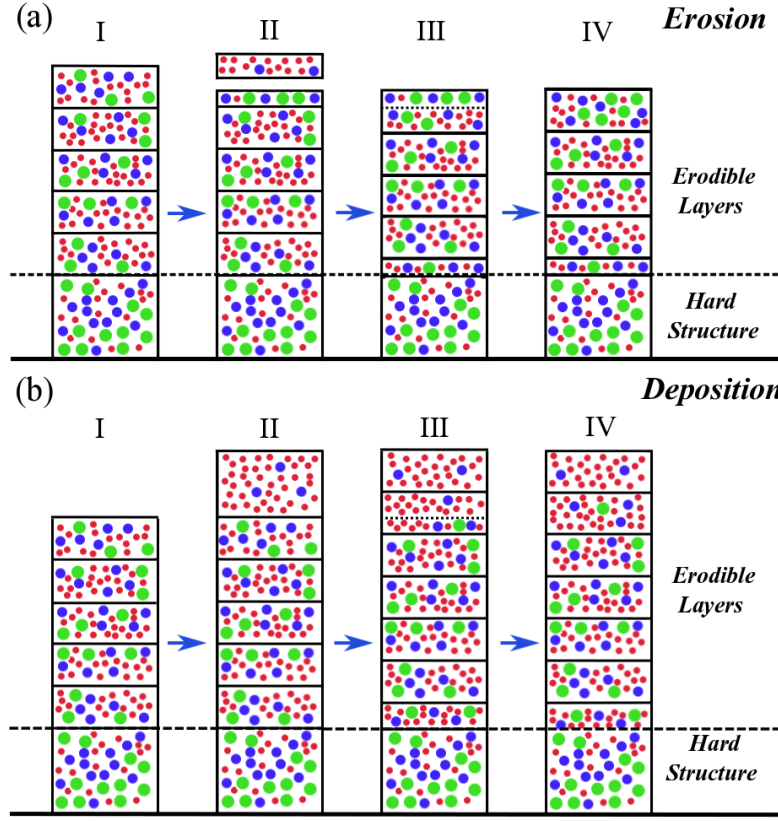 (a)
Erosion
I
II
III
IV
Erodible
Layers
Hard
Structure
(b)
Deposition
I
II
III
IV
Erodible
Layers
Hard
Structure